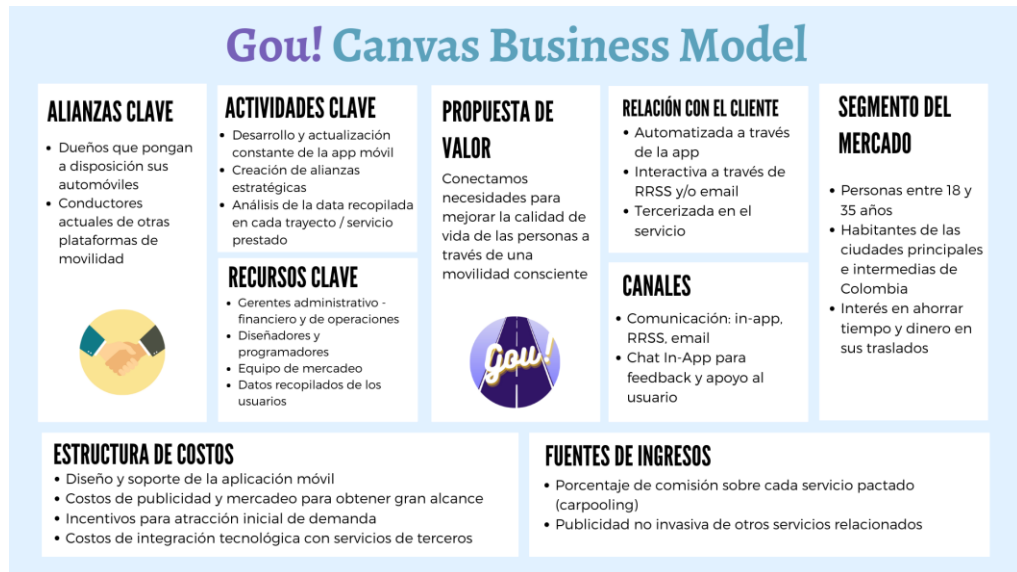 Gou! Canvas Business Model
ALIANZAS CLAVE
• Dueños que pongan
a disposición sus
automóviles
• Conductores
actuales de otras
plataformas de
movilidad
ACTIVIDADES CLAVE
• Desarrollo y actualización
constante de la app móvil
• Creación de alianzas
estratégicas
• Análisis de la data recopilada
en cada trayecto / servicio
prestado
RECURSOS CLAVE
• Gerentes administrativo -
financiero y de operaciones
• Diseñadores y
programadores
• Equipo de mercadeo
• Datos recopilados de los
usuarios
PROPUESTA DE
VALOR
Conectamos
necesidades para
mejorar la calidad de
vida de las personas a
través de una
movilidad consciente
Gou!
RELACIÓN CON EL CLIENTE
• Automatizada a través
de la app
• Interactiva a través de
RRSS y/o email
• Tercerizada en el
servicio
CANALES
• Comunicación: in-app,
RRSS, email
• Chat In-App para
feedback y apoyo al
usuario
SEGMENTO DEL
MERCADO
• Personas entre 18 y
35 años
• Habitantes de las
ciudades principales
e intermedias de
Colombia
• Interés en ahorrar
tiempo y dinero en
sus traslados
ESTRUCTURA DE COSTOS
• Diseño y soporte de la aplicación móvil
• Costos de publicidad y mercadeo para obtener gran alcance
• Incentivos para atracción inicial de demanda
• Costos de integración tecnológica con servicios de terceros
FUENTES DE INGRESOS
• Porcentaje de comisión sobre cada servicio pactado
(carpooling)
• Publicidad no invasiva de otros servicios relacionados